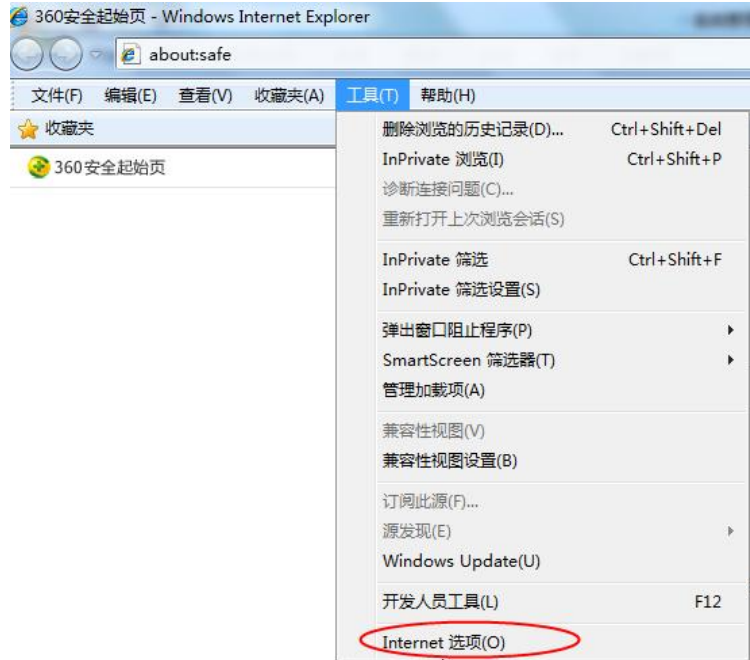 360安全起始页 - Windows Internet Explorer
about:safe
文件(F) 编辑(E) 查看(V) 收藏夹(A) 工具(T) 帮助(H)
收藏夹
360安全起始页
删除浏览的历史记录(D)... Ctrl+Shift+Del
InPrivate 浏览(I) Ctrl+Shift+P
诊断连接问题(C)...
重新打开上次浏览会话(S)
InPrivate 筛选 Ctrl+Shift+F
InPrivate 筛选设置(S)
弹出窗口阻止程序(P)
SmartScreen 筛选器(T)
管理加载项(A)
兼容性视图(V)
兼容性视图设置(B)
订阅此源(F)...
源发现(E)
Windows Update(U)
开发人员工具(L) F12
Internet 选项(O)